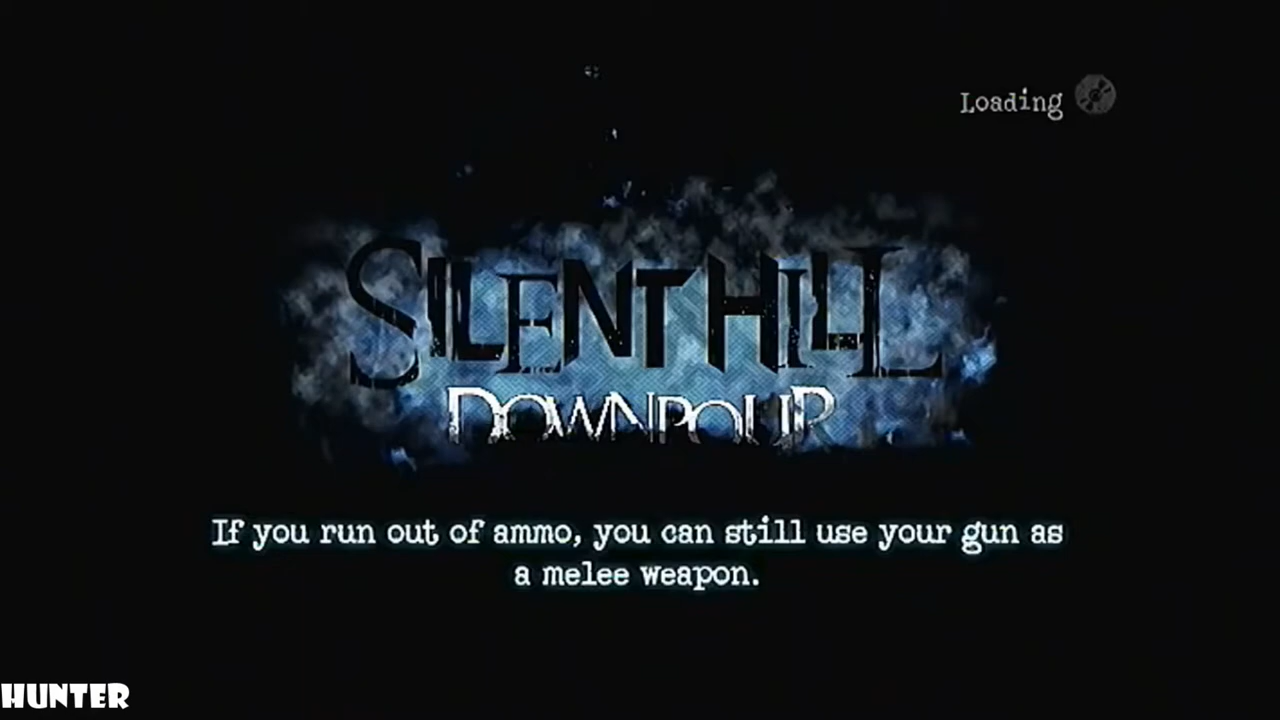 Loading
SILENT HILL
DOWNPOUR
If you run out of ammo, you can still use your gun as
a melee weapon.
HUNTER